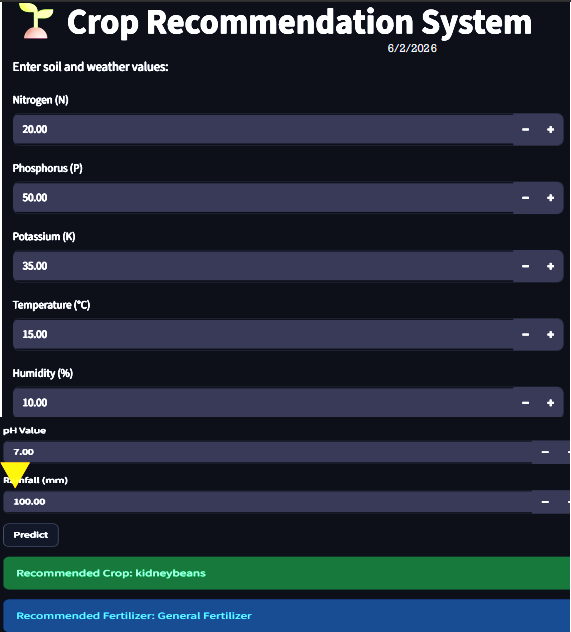 Crop Recommendation System
6/2/2026
Enter soil and weather values:
Nitrogen (N)
20.00 - +
Phosphorus (P)
50.00 - +
Potassium (K)
35.00 - +
Temperature (°C)
15.00 - +
Humidity (%)
10.00 - +
pH Value
7.00 - +
Rainfall (mm)
100.00 - +
Predict
Recommended Crop: kidneybeans
Recommended Fertilizer: General Fertilizer